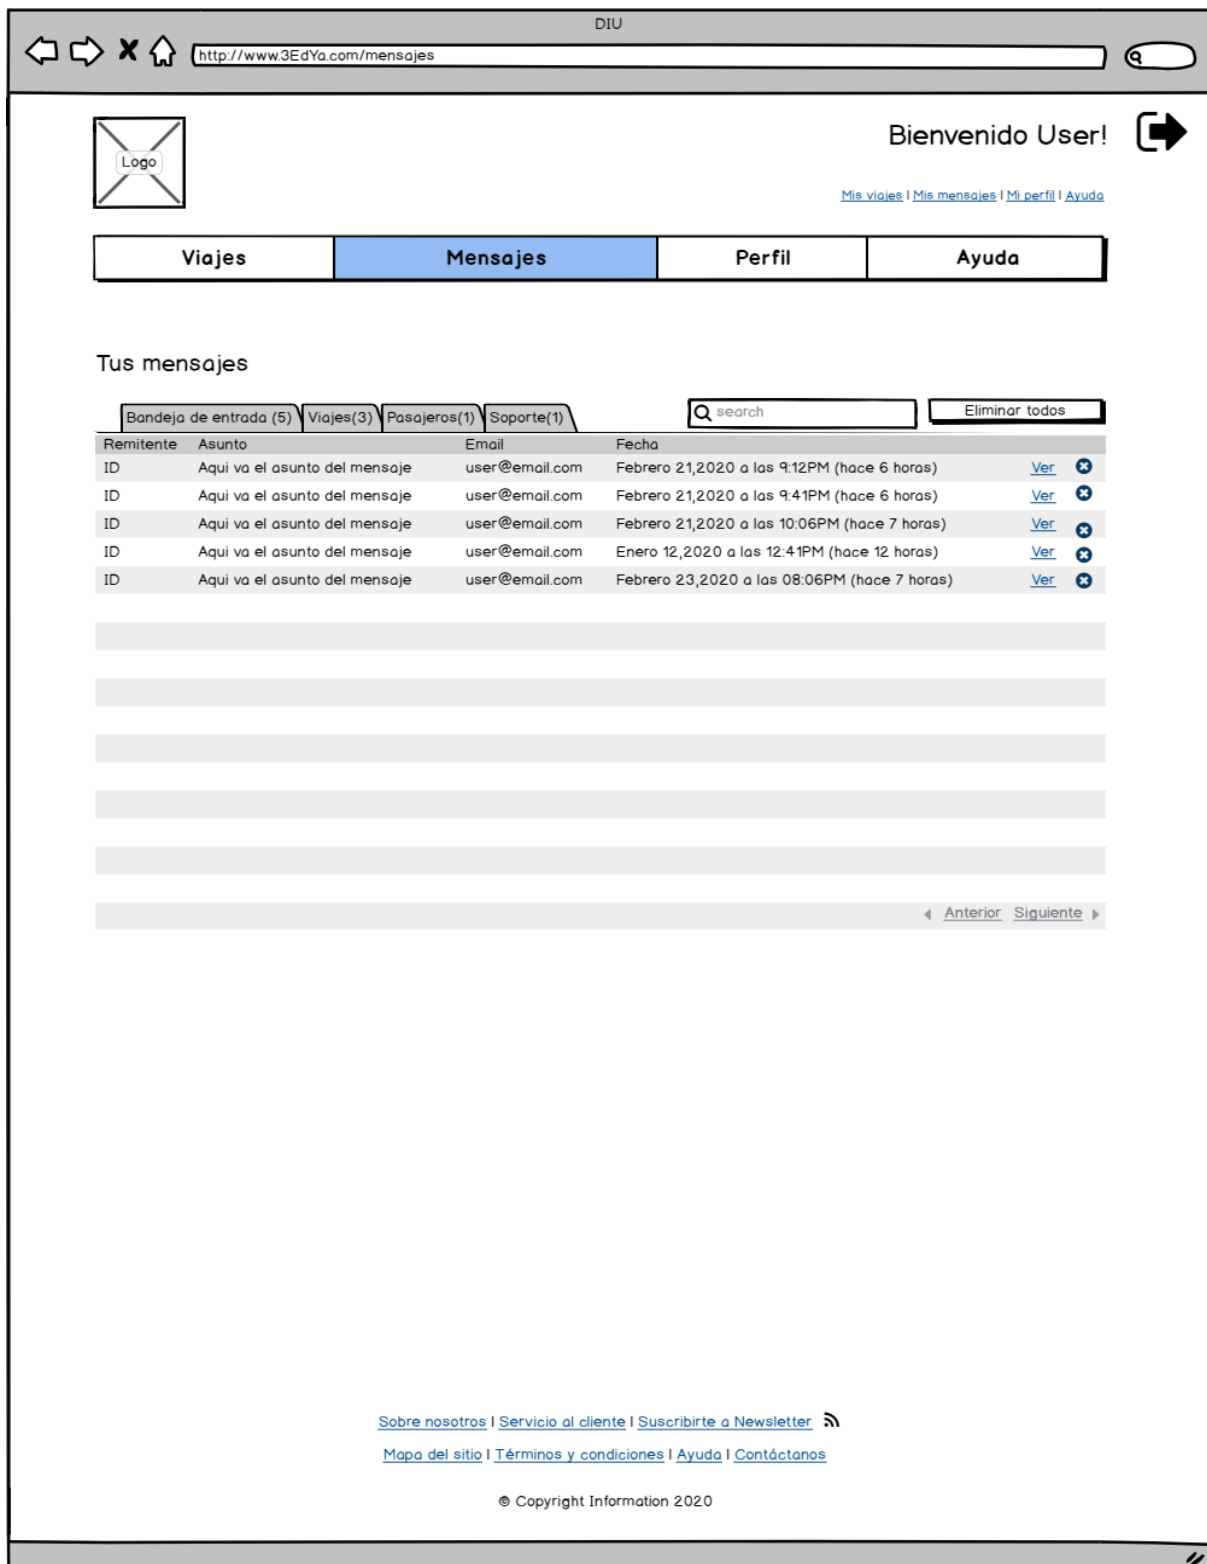 DIU
http://www.3EdYa.com/mensajes
Logo
Bienvenido User!
Mis viajes | Mis mensajes | Mi perfil | Ayuda
Viajes Mensajes Perfil Ayuda
Tus mensajes
Bandeja de entrada (5) Viajes(3) Pasajeros(1) Soporte(1) search Eliminar todos
Remitente Asunto Email Fecha
ID Aqui va el asunto del mensaje user@email.com Febrero 21,2020 a las 9:12PM (hace 6 horas) Ver
ID Aqui va el asunto del mensaje user@email.com Febrero 21,2020 a las 9:41PM (hace 6 horas) Ver
ID Aqui va el asunto del mensaje user@email.com Febrero 21,2020 a las 10:06PM (hace 7 horas) Ver
ID Aqui va el asunto del mensaje user@email.com Enero 12,2020 a las 12:41PM (hace 12 horas) Ver
ID Aqui va el asunto del mensaje user@email.com Febrero 23,2020 a las 08:06PM (hace 7 horas) Ver
Anterior Siguiente
Sobre nosotros | Servicio al cliente | Suscribirte a Newsletter
Mapa del sitio | Términos y condiciones | Ayuda | Contáctanos
© Copyright Information 2020